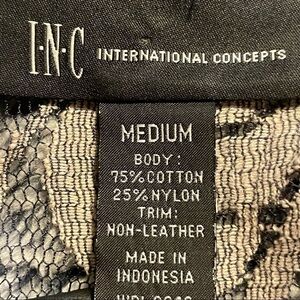 I·N·C INTERNATIONAL CONCEPTS
MEDIUM
BODY:
75%COTTON
25%NYLON
TRIM:
NON-LEATHER
MADE IN
INDONESIA